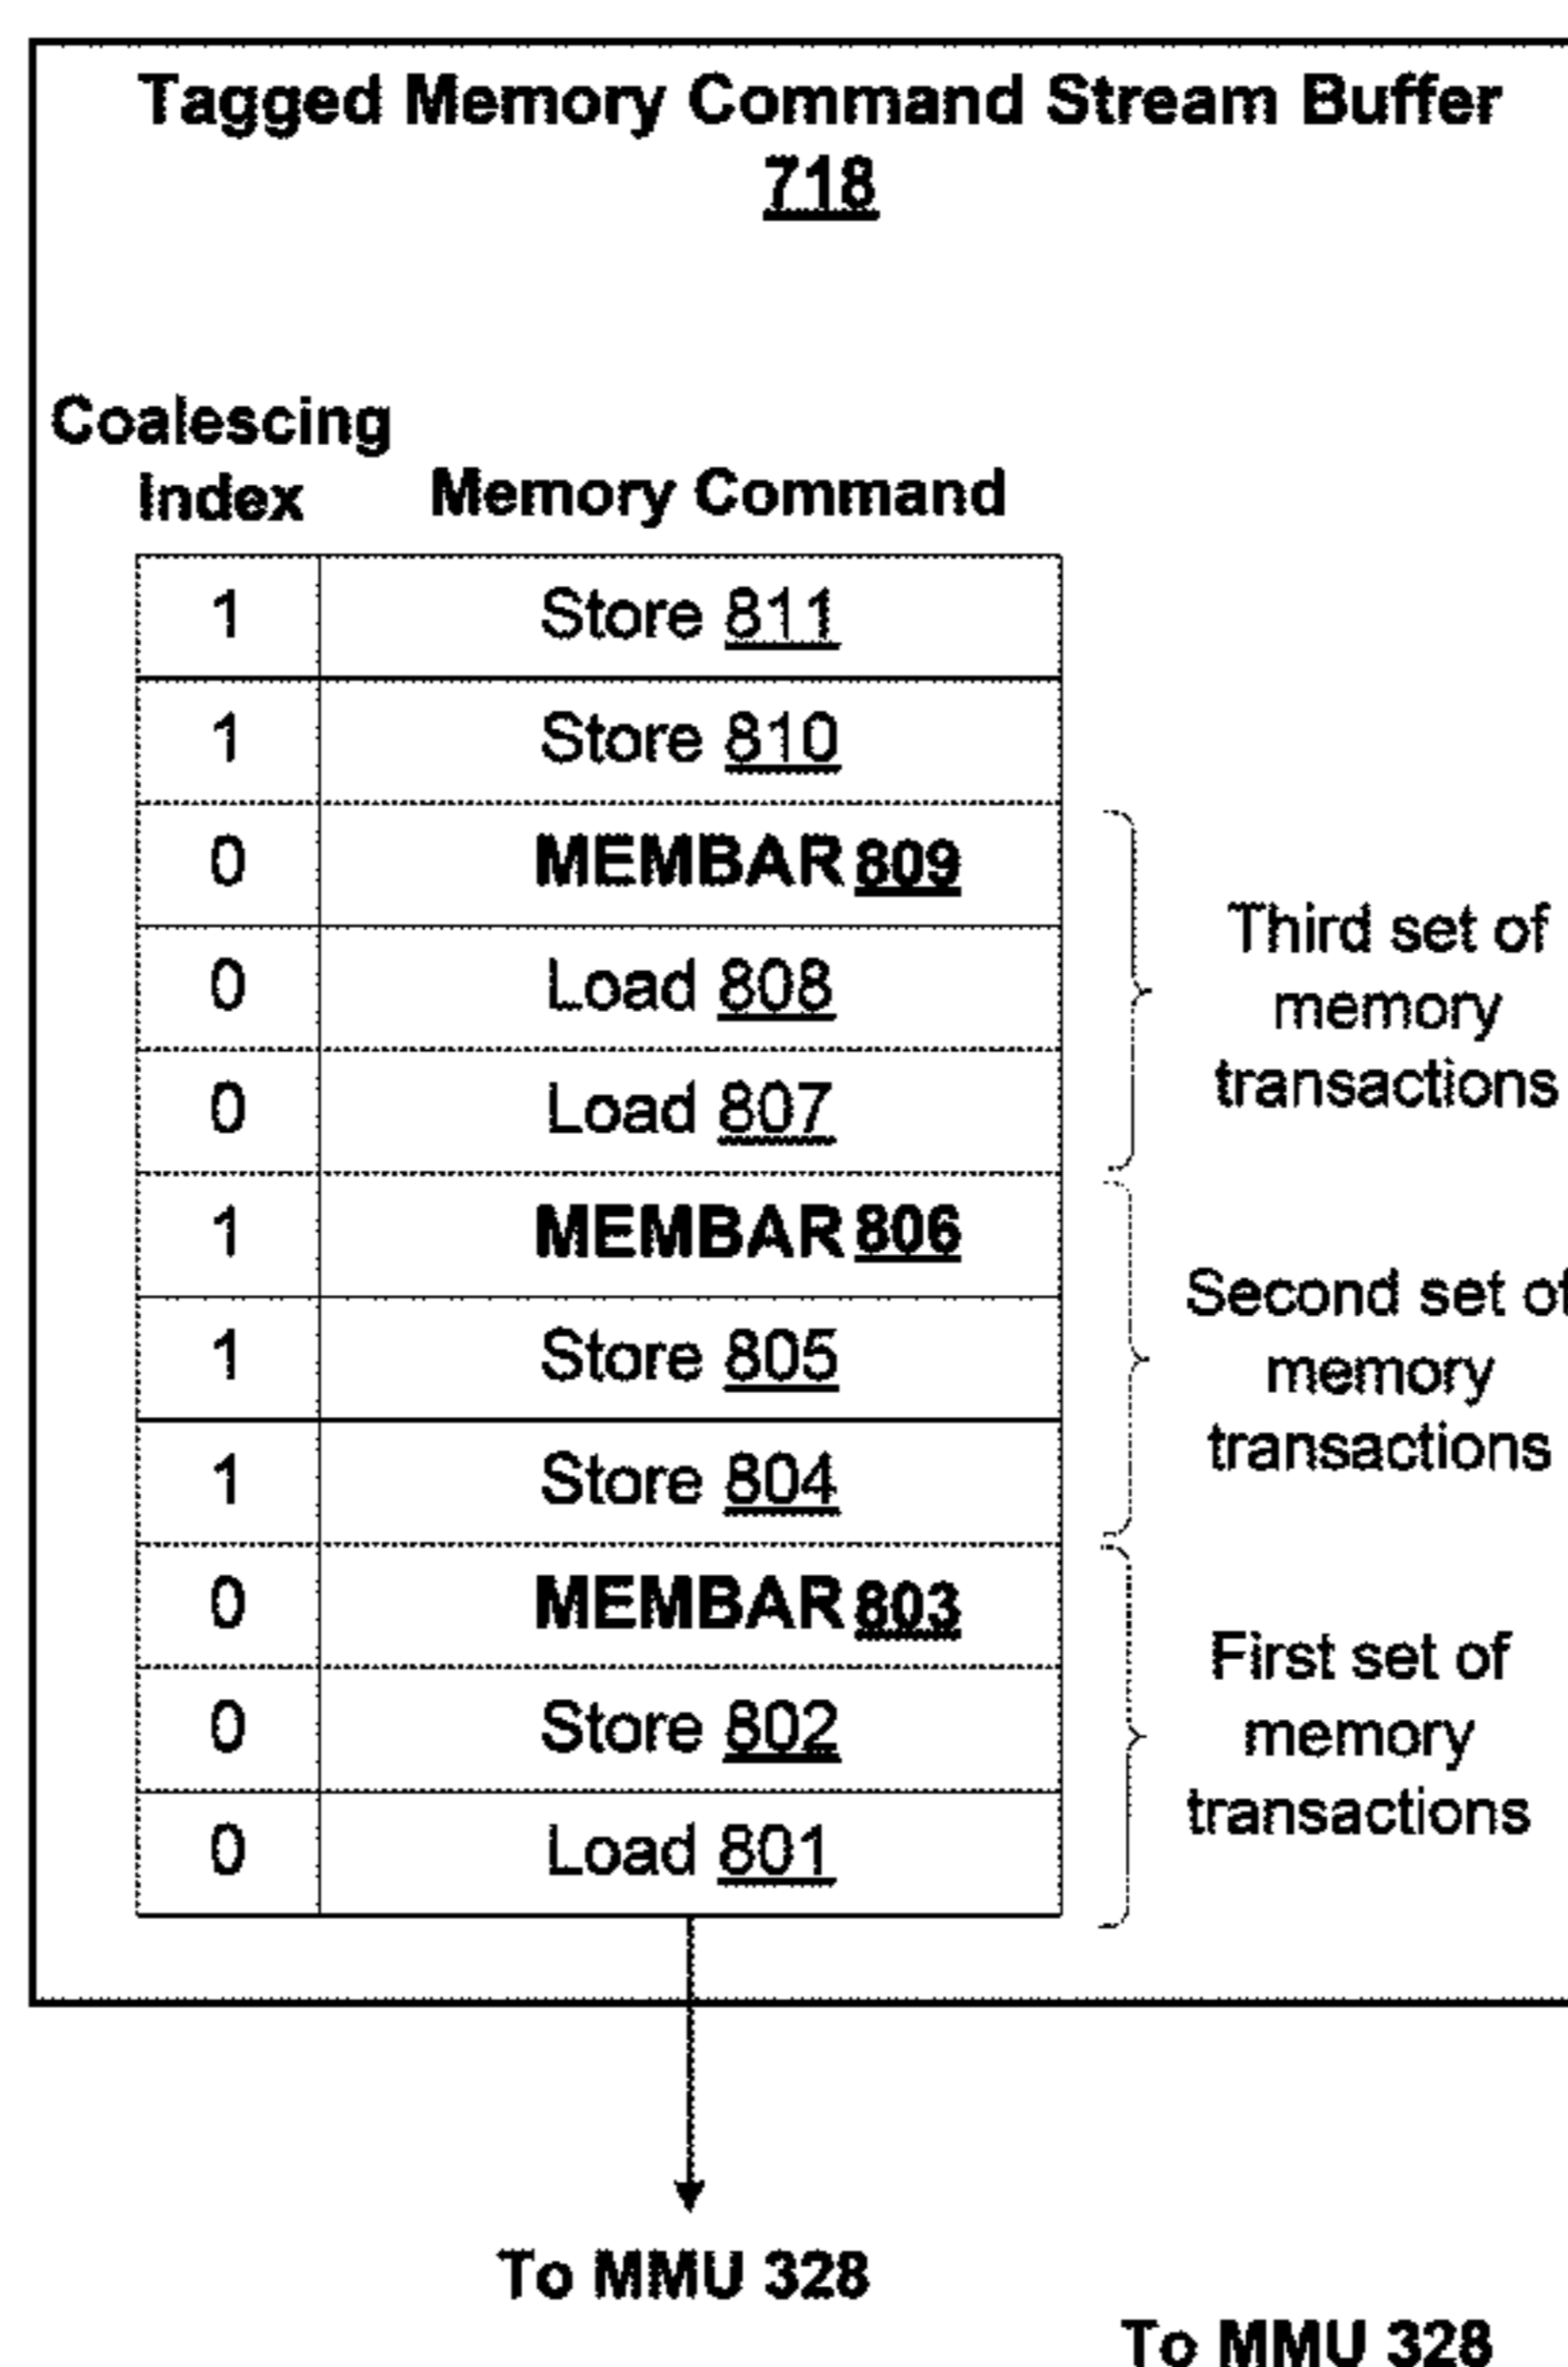 Tagged Memory Command Stream Buffer
718
Coalescing
Index
Memory Command
1 Store 811
1 Store 810
0 MEMBAR 809
0 Load 808
0 Load 807
1 MEMBAR 806
1 Store 805
1 Store 804
0 MEMBAR 803
0 Store 802
0 Load 801
Third set of
memory
transactions
Second set of
memory
transactions
First set of
memory
transactions
To MMU 328
To MMU 328